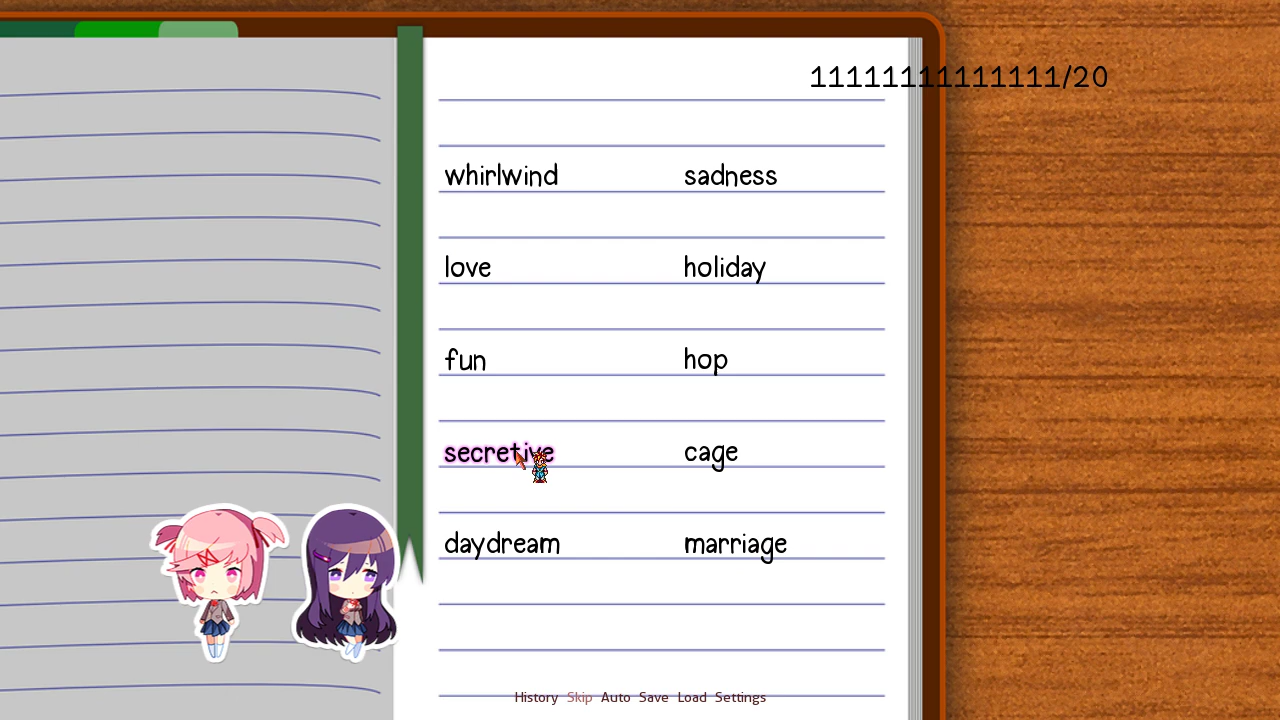 11111111111111/20
whirlwind sadness
love holiday
fun hop
secretive cage
daydream marriage
History Skip Auto Save Load Settings